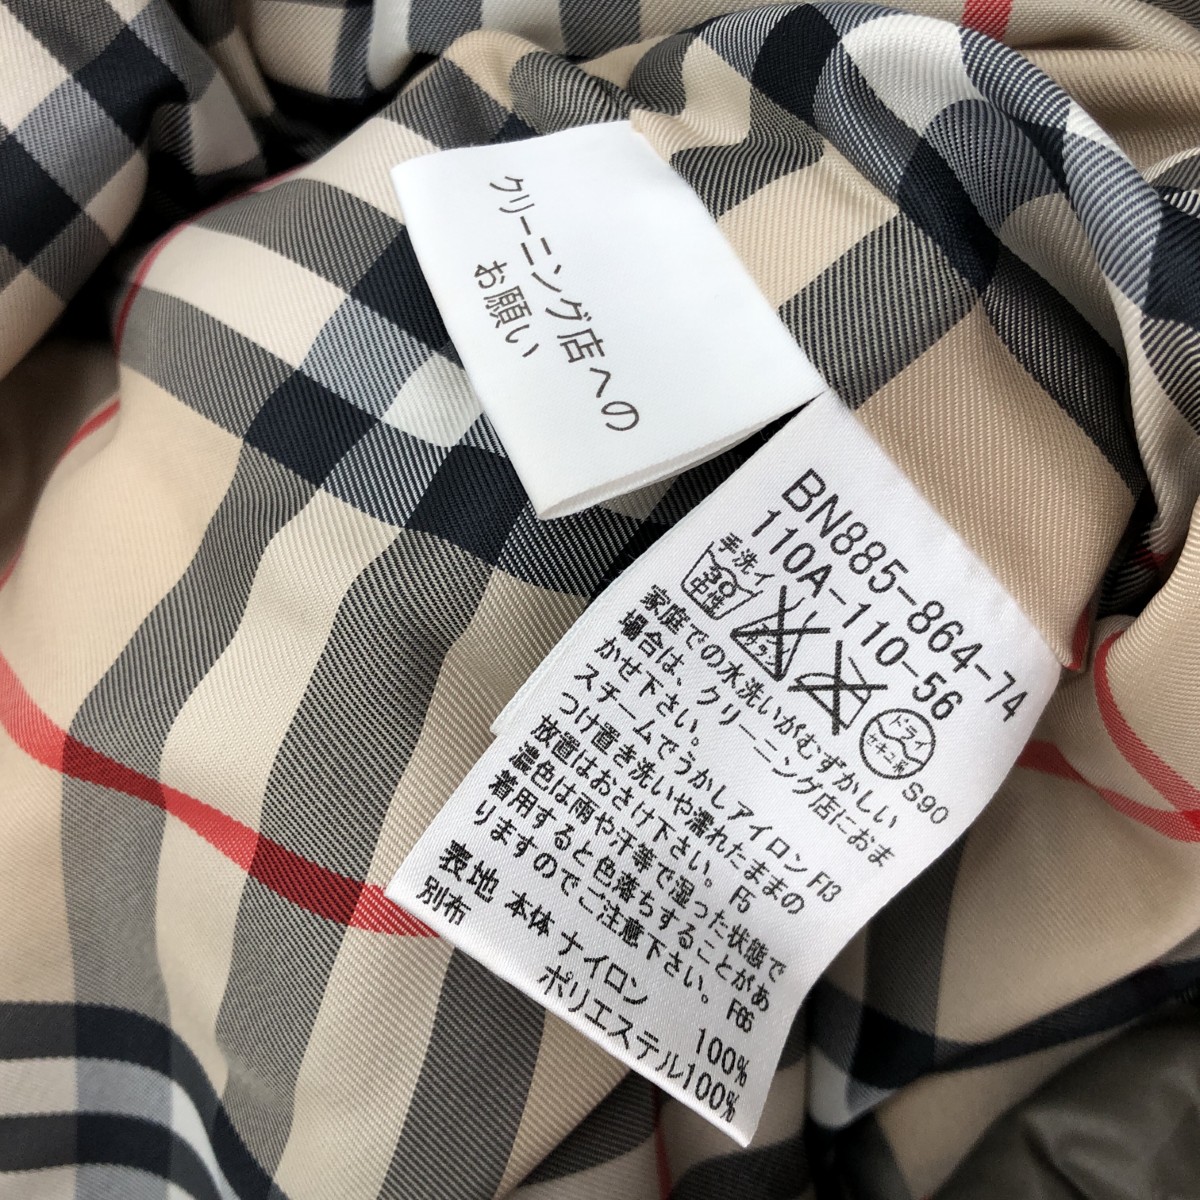 クリーニング店への
お願い
BN885-864-74
110A-110-56
手洗イ
30
中性
エンソ
ドライ
セキユ系
S90
家庭での水洗いがむずかしい
場合は、クリーニング店におま
かせ下さい。
スチームでうかしアイロン F13
つけ置き洗いや濡れたままの
放置はおさけ下さい。 F5
濃色は雨や汗等で湿った状態で
着用すると色落ちすることがあ
りますのでご注意下さい。 F66
表地 本体 ナイロン 100%
別布 ポリエステル100%